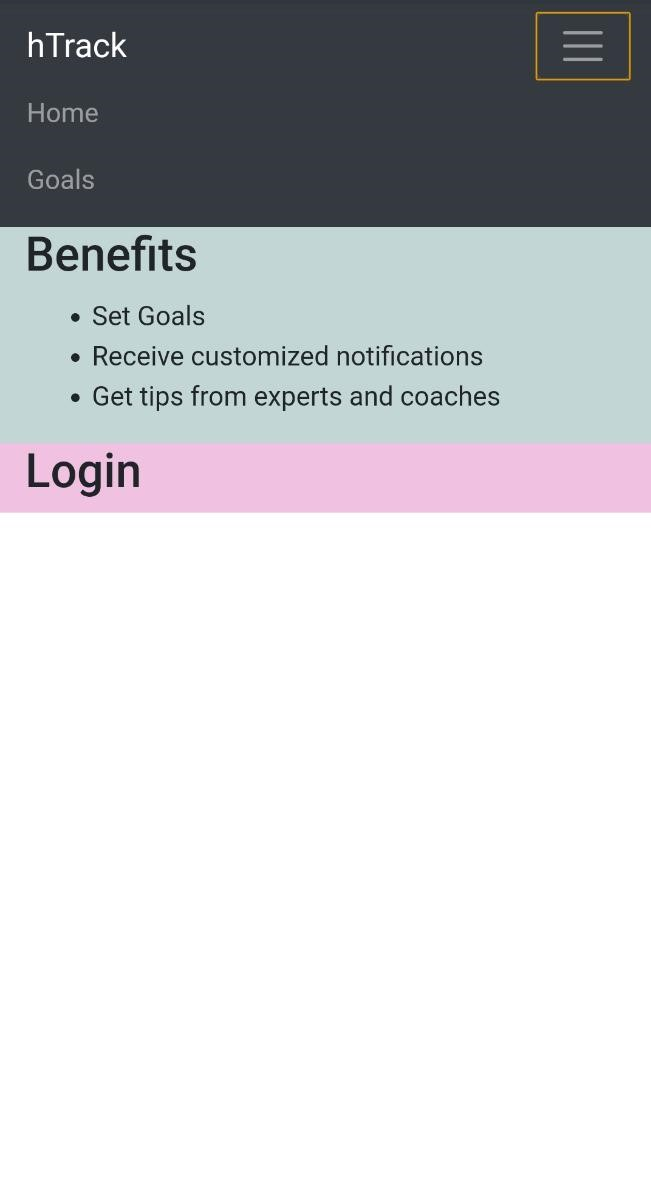 hTrack
Home
Goals
Benefits
Set Goals
Receive customized notifications
Get tips from experts and coaches
Login